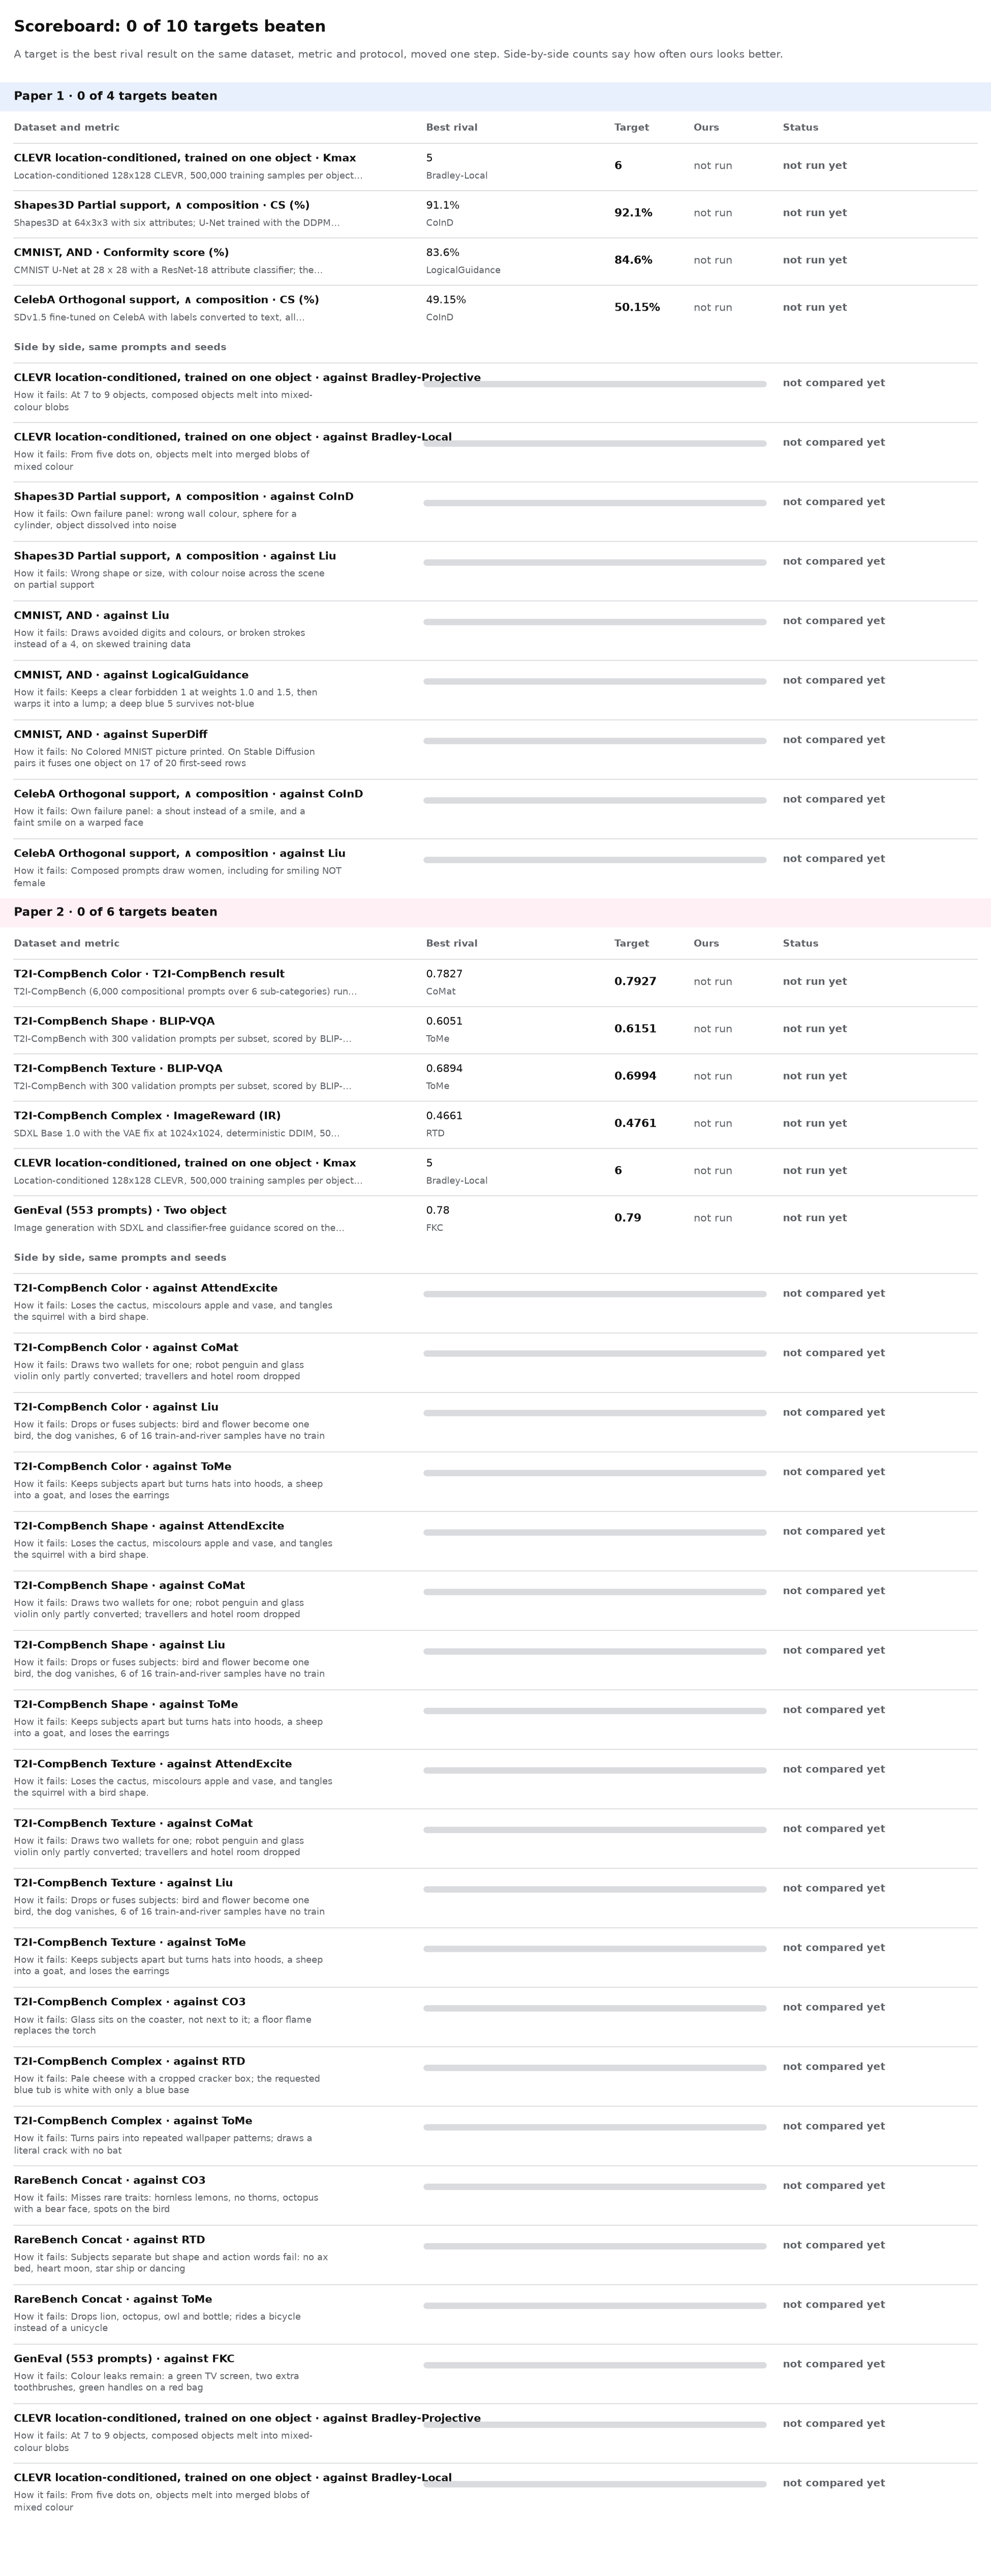 Scoreboard: 0 of 10 targets beaten
A target is the best rival result on the same dataset, metric and protocol, moved one step. Side-by-side counts say how often ours looks better.
Paper 1 · 0 of 4 targets beaten
Dataset and metric Best rival Target Ours Status
CLEVR location-conditioned, trained on one object · Kmax 5
6 not run not run yet
Location-conditioned 128x128 CLEVR, 500,000 training samples per object... Bradley-Local
Shapes3D Partial support, ∧ composition · CS (%) 91.1%
92.1% not run not run yet
Shapes3D at 64x3x3 with six attributes; U-Net trained with the DDPM... CoInD
CMNIST, AND · Conformity score (%) 83.6%
84.6% not run not run yet
CMNIST U-Net at 28 x 28 with a ResNet-18 attribute classifier; the... LogicalGuidance
CelebA Orthogonal support, ∧ composition · CS (%) 49.15%
50.15% not run not run yet
SDv1.5 fine-tuned on CelebA with labels converted to text, all... CoInD
Side by side, same prompts and seeds
CLEVR location-conditioned, trained on one object · against Bradley-Projective
not compared yet
How it fails: At 7 to 9 objects, composed objects melt into mixed-
colour blobs
CLEVR location-conditioned, trained on one object · against Bradley-Local
not compared yet
How it fails: From five dots on, objects melt into merged blobs of
mixed colour
Shapes3D Partial support, ∧ composition · against CoInD
not compared yet
How it fails: Own failure panel: wrong wall colour, sphere for a
cylinder, object dissolved into noise
Shapes3D Partial support, ∧ composition · against Liu
not compared yet
How it fails: Wrong shape or size, with colour noise across the scene
on partial support
CMNIST, AND · against Liu
not compared yet
How it fails: Draws avoided digits and colours, or broken strokes
instead of a 4, on skewed training data
CMNIST, AND · against LogicalGuidance
not compared yet
How it fails: Keeps a clear forbidden 1 at weights 1.0 and 1.5, then
warps it into a lump; a deep blue 5 survives not-blue
CMNIST, AND · against SuperDiff
not compared yet
How it fails: No Colored MNIST picture printed. On Stable Diffusion
pairs it fuses one object on 17 of 20 first-seed rows
CelebA Orthogonal support, ∧ composition · against CoInD
not compared yet
How it fails: Own failure panel: a shout instead of a smile, and a
faint smile on a warped face
CelebA Orthogonal support, ∧ composition · against Liu
not compared yet
How it fails: Composed prompts draw women, including for smiling NOT
female
Paper 2 · 0 of 6 targets beaten
Dataset and metric Best rival Target Ours Status
T2I-CompBench Color · T2I-CompBench result 0.7827
0.7927 not run not run yet
T2I-CompBench (6,000 compositional prompts over 6 sub-categories) run... CoMat
T2I-CompBench Shape · BLIP-VQA 0.6051
0.6151 not run not run yet
T2I-CompBench with 300 validation prompts per subset, scored by BLIP-... ToMe
T2I-CompBench Texture · BLIP-VQA 0.6894
0.6994 not run not run yet
T2I-CompBench with 300 validation prompts per subset, scored by BLIP-... ToMe
T2I-CompBench Complex · ImageReward (IR) 0.4661
0.4761 not run not run yet
SDXL Base 1.0 with the VAE fix at 1024x1024, deterministic DDIM, 50... RTD
CLEVR location-conditioned, trained on one object · Kmax 5
6 not run not run yet
Location-conditioned 128x128 CLEVR, 500,000 training samples per object... Bradley-Local
GenEval (553 prompts) · Two object 0.78
0.79 not run not run yet
Image generation with SDXL and classifier-free guidance scored on the... FKC
Side by side, same prompts and seeds
T2I-CompBench Color · against AttendExcite
not compared yet
How it fails: Loses the cactus, miscolours apple and vase, and tangles
the squirrel with a bird shape.
T2I-CompBench Color · against CoMat
not compared yet
How it fails: Draws two wallets for one; robot penguin and glass
violin only partly converted; travellers and hotel room dropped
T2I-CompBench Color · against Liu
not compared yet
How it fails: Drops or fuses subjects: bird and flower become one
bird, the dog vanishes, 6 of 16 train-and-river samples have no train
T2I-CompBench Color · against ToMe
not compared yet
How it fails: Keeps subjects apart but turns hats into hoods, a sheep
into a goat, and loses the earrings
T2I-CompBench Shape · against AttendExcite
not compared yet
How it fails: Loses the cactus, miscolours apple and vase, and tangles
the squirrel with a bird shape.
T2I-CompBench Shape · against CoMat
not compared yet
How it fails: Draws two wallets for one; robot penguin and glass
violin only partly converted; travellers and hotel room dropped
T2I-CompBench Shape · against Liu
not compared yet
How it fails: Drops or fuses subjects: bird and flower become one
bird, the dog vanishes, 6 of 16 train-and-river samples have no train
T2I-CompBench Shape · against ToMe
not compared yet
How it fails: Keeps subjects apart but turns hats into hoods, a sheep
into a goat, and loses the earrings
T2I-CompBench Texture · against AttendExcite
not compared yet
How it fails: Loses the cactus, miscolours apple and vase, and tangles
the squirrel with a bird shape.
T2I-CompBench Texture · against CoMat
not compared yet
How it fails: Draws two wallets for one; robot penguin and glass
violin only partly converted; travellers and hotel room dropped
T2I-CompBench Texture · against Liu
not compared yet
How it fails: Drops or fuses subjects: bird and flower become one
bird, the dog vanishes, 6 of 16 train-and-river samples have no train
T2I-CompBench Texture · against ToMe
not compared yet
How it fails: Keeps subjects apart but turns hats into hoods, a sheep
into a goat, and loses the earrings
T2I-CompBench Complex · against CO3
not compared yet
How it fails: Glass sits on the coaster, not next to it; a floor flame
replaces the torch
T2I-CompBench Complex · against RTD
not compared yet
How it fails: Pale cheese with a cropped cracker box; the requested
blue tub is white with only a blue base
T2I-CompBench Complex · against ToMe
not compared yet
How it fails: Turns pairs into repeated wallpaper patterns; draws a
literal crack with no bat
RareBench Concat · against CO3
not compared yet
How it fails: Misses rare traits: hornless lemons, no thorns, octopus
with a bear face, spots on the bird
RareBench Concat · against RTD
not compared yet
How it fails: Subjects separate but shape and action words fail: no ax
bed, heart moon, star ship or dancing
RareBench Concat · against ToMe
not compared yet
How it fails: Drops lion, octopus, owl and bottle; rides a bicycle
instead of a unicycle
GenEval (553 prompts) · against FKC
not compared yet
How it fails: Colour leaks remain: a green TV screen, two extra
toothbrushes, green handles on a red bag
CLEVR location-conditioned, trained on one object · against Bradley-Projective
not compared yet
How it fails: At 7 to 9 objects, composed objects melt into mixed-
colour blobs
CLEVR location-conditioned, trained on one object · against Bradley-Local
not compared yet
How it fails: From five dots on, objects melt into merged blobs of
mixed colour